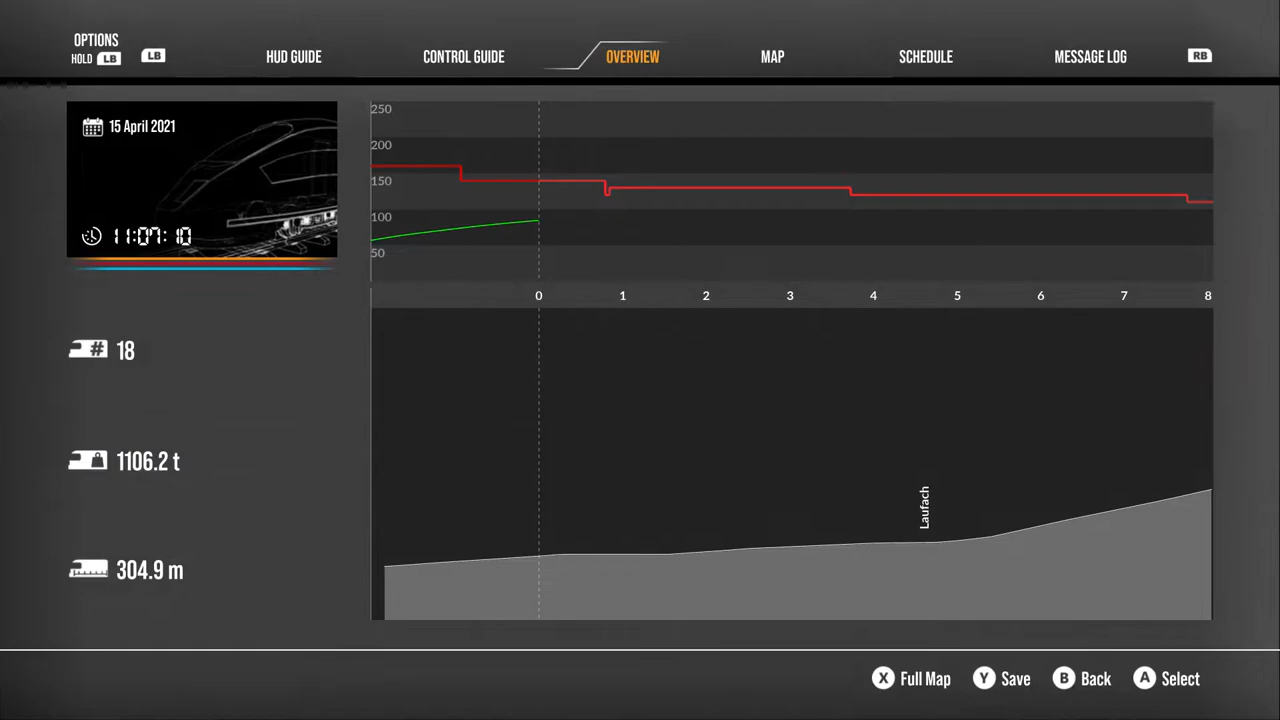 OPTIONS
HOLD LB
LB
HUD GUIDE
CONTROL GUIDE
OVERVIEW
MAP
SCHEDULE
MESSAGE LOG
RB
15 April 2021
11:07:10
# 18
1106.2 t
304.9 m
250
200
150
100
50
0 1 2 3 4 5 6 7 8
Laufach
X Full Map
Y Save
B Back
A Select